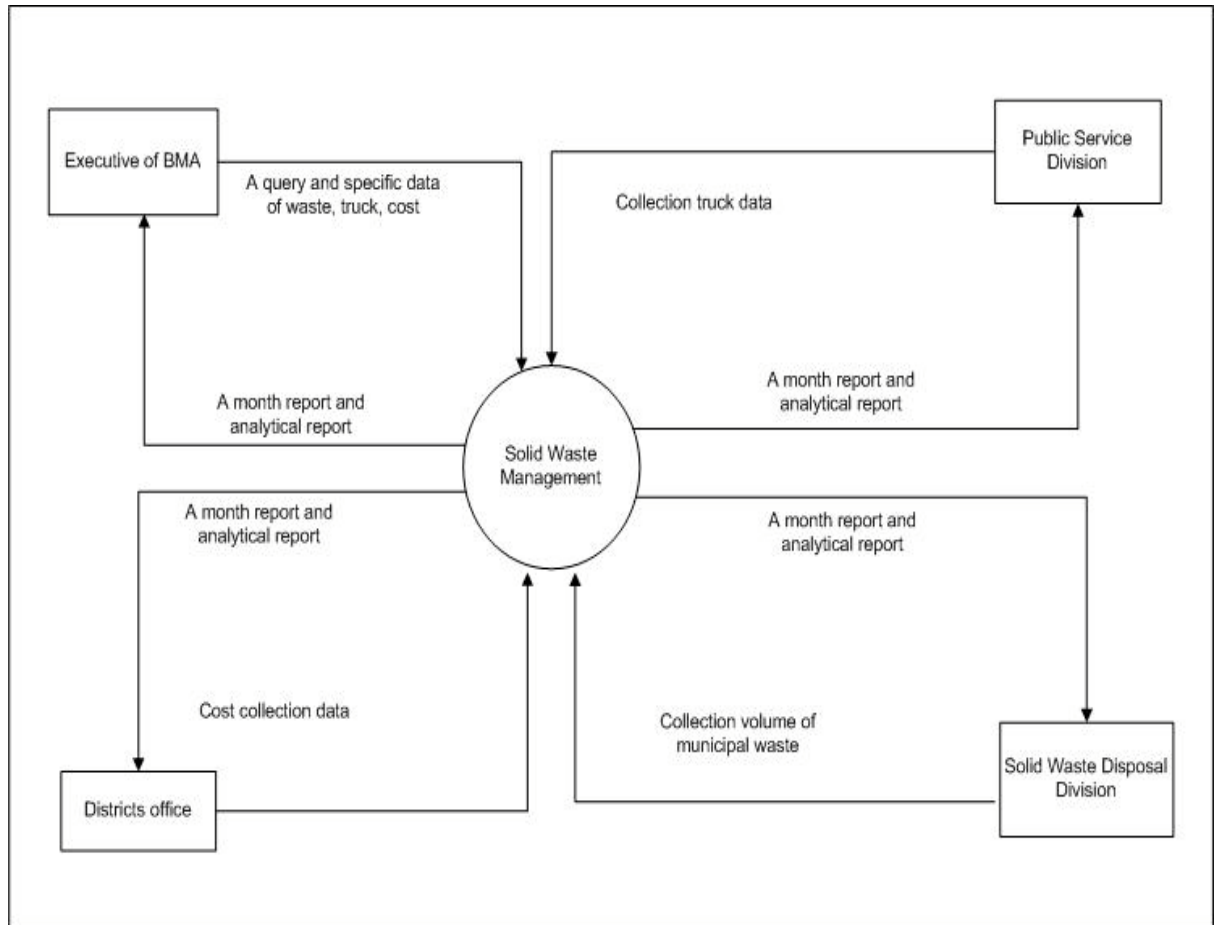 Executive of BMA
A query and specific data
of waste, truck, cost
Public Service
Division
Collection truck data
A month report and
analytical report
A month report and
analytical report
Solid Waste
Management
A month report and
analytical report
A month report and
analytical report
Cost collection data
Collection volume of
municipal waste
Districts office
Solid Waste Disposal
Division